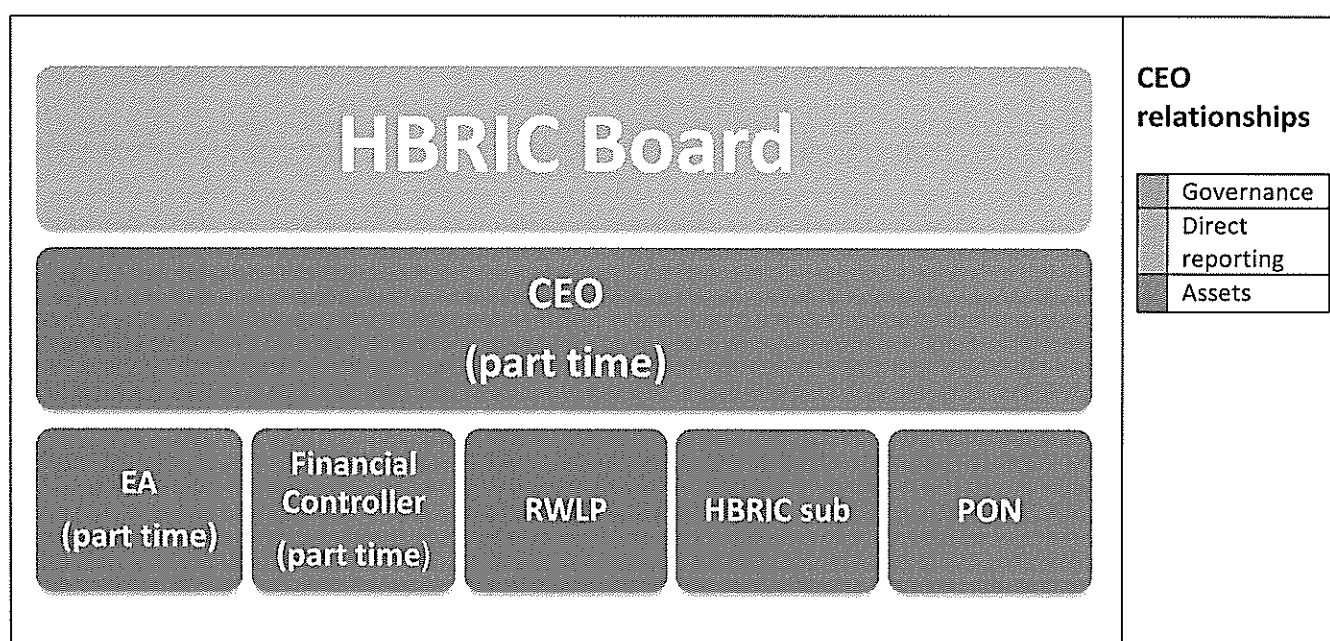 HBRIC Board
CEO
(part time)
EA
(part time)
Financial
Controller
(part time)
RWLP
HBRIC sub
PON
CEO
relationships
Governance
Direct
reporting
Assets